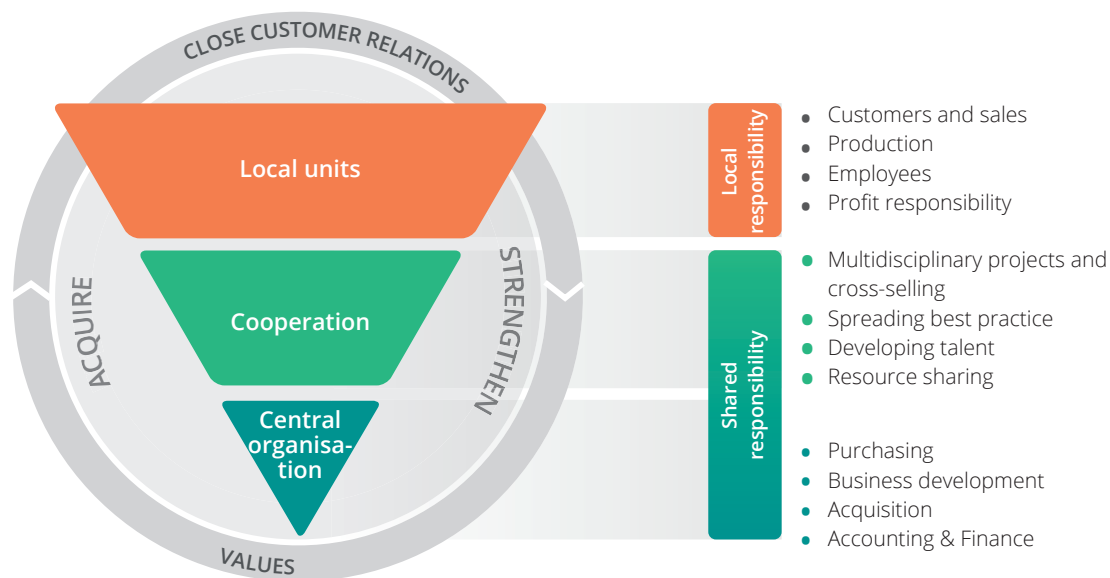 CLOSE CUSTOMER RELATIONS
Local units
Local
responsibility
• Customers and sales
• Production
• Employees
• Profit responsibility
ACQUIRE
STRENGTHEN
Cooperation
Shared
responsibility
• Multidisciplinary projects and
cross-selling
• Spreading best practice
• Developing talent
• Resource sharing
Central
organisa-
tion
• Purchasing
• Business development
• Acquisition
• Accounting & Finance
VALUES